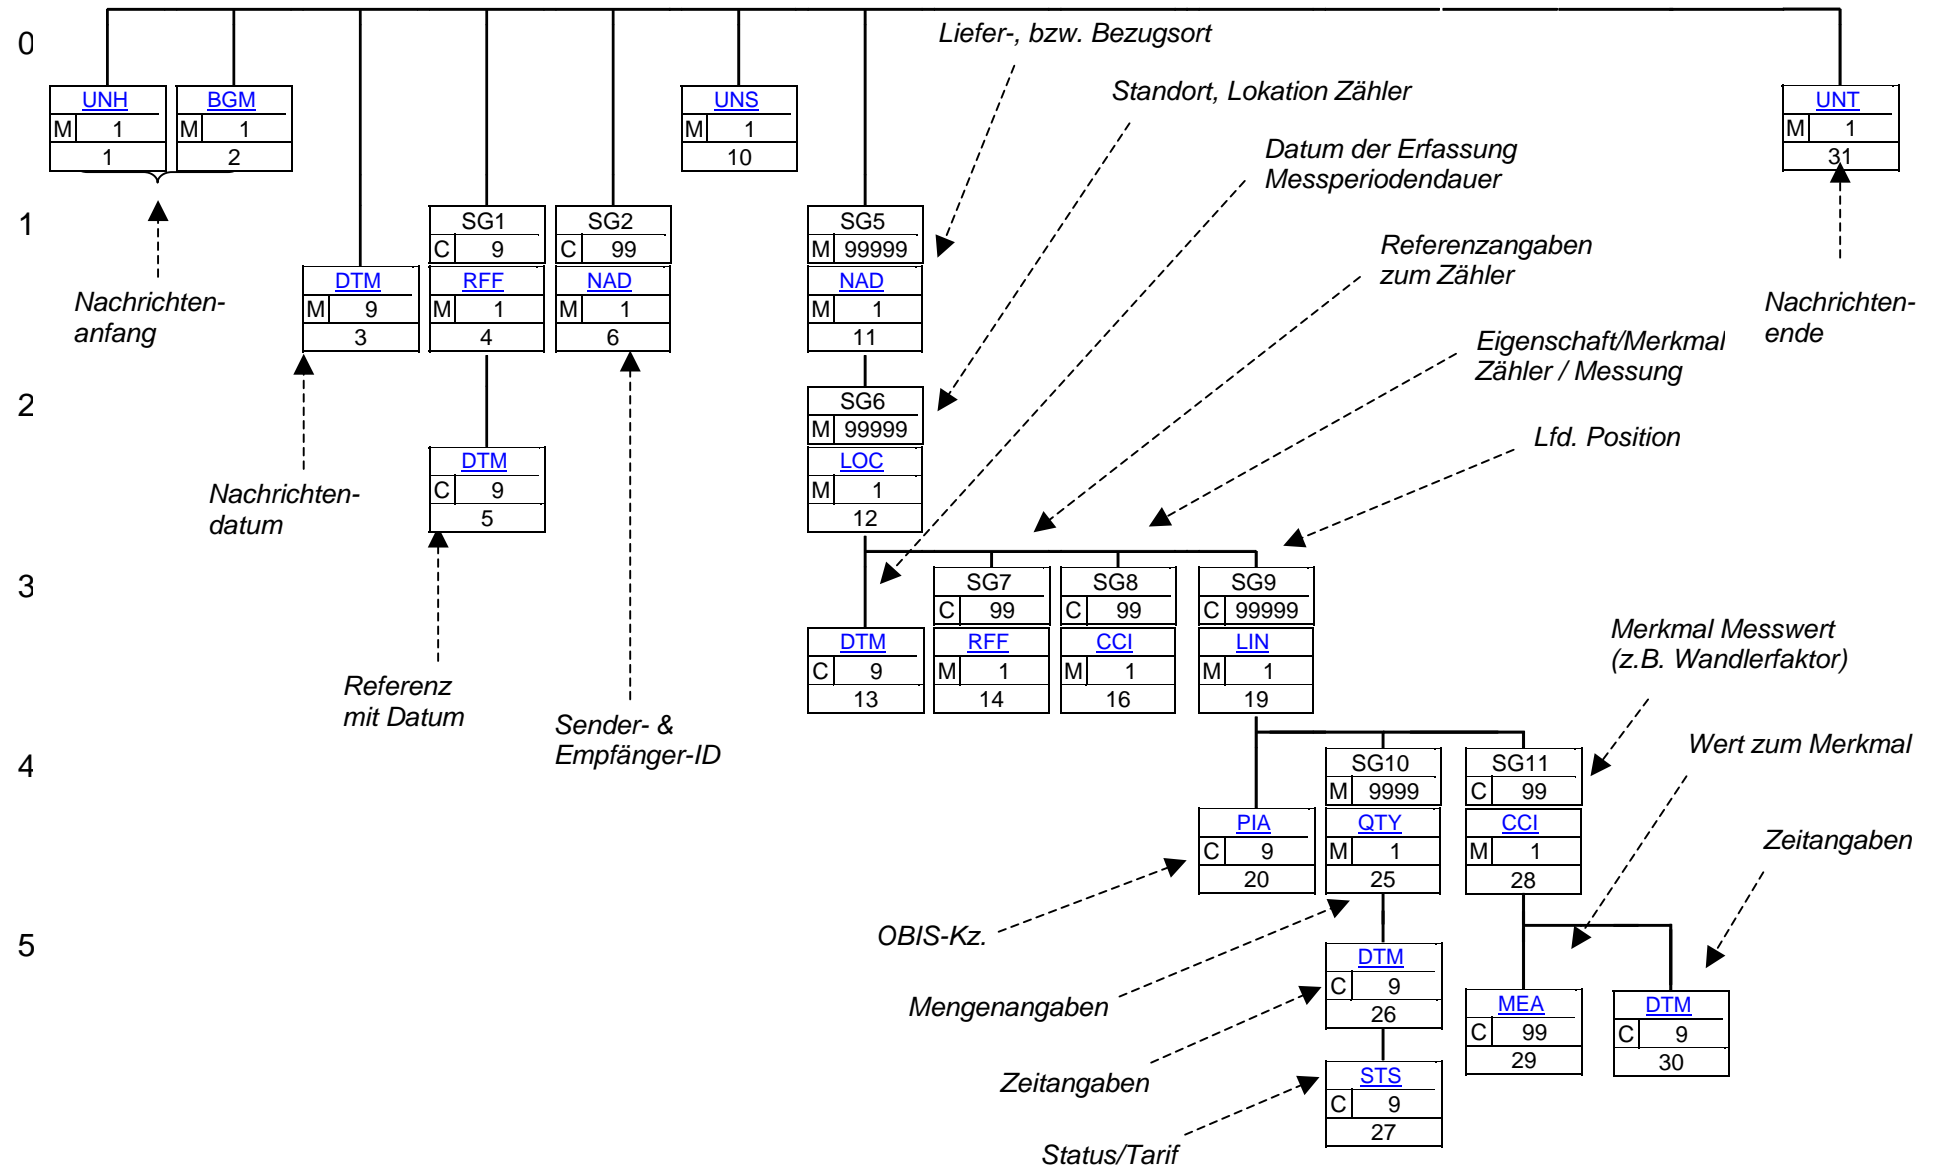 0
Liefer-, bzw. Bezugsort
Standort, Lokation Zähler
UNH
M 1
1
BGM
M 1
2
UNS
M 1
10
UNT
M 1
31
Datum der Erfassung
Messperiodendauer
1
SG1
C 9
SG2
C 99
SG5
M 99999
Referenzangaben
zum Zähler
DTM
M 9
3
RFF
M 1
4
NAD
M 1
6
NAD
M 1
11
Nachrichten-
anfang
Nachrichten-
ende
Eigenschaft/Merkmal
Zähler / Messung
2
SG6
M 99999
Lfd. Position
DTM
C 9
5
LOC
M 1
12
Nachrichten-
datum
3
SG7
C 99
SG8
C 99
SG9
C 99999
DTM
C 9
13
RFF
M 1
14
CCI
M 1
16
LIN
M 1
19
Merkmal Messwert
(z.B. Wandlerfaktor)
Referenz
mit Datum
Sender- &
Empfänger-ID
4
SG10
M 9999
SG11
C 99
Wert zum Merkmal
PIA
C 9
20
QTY
M 1
25
CCI
M 1
28
Zeitangaben
5
OBIS-Kz.
DTM
C 9
26
Mengenangaben
MEA
C 99
29
DTM
C 9
30
Zeitangaben
STS
C 9
27
Status/Tarif